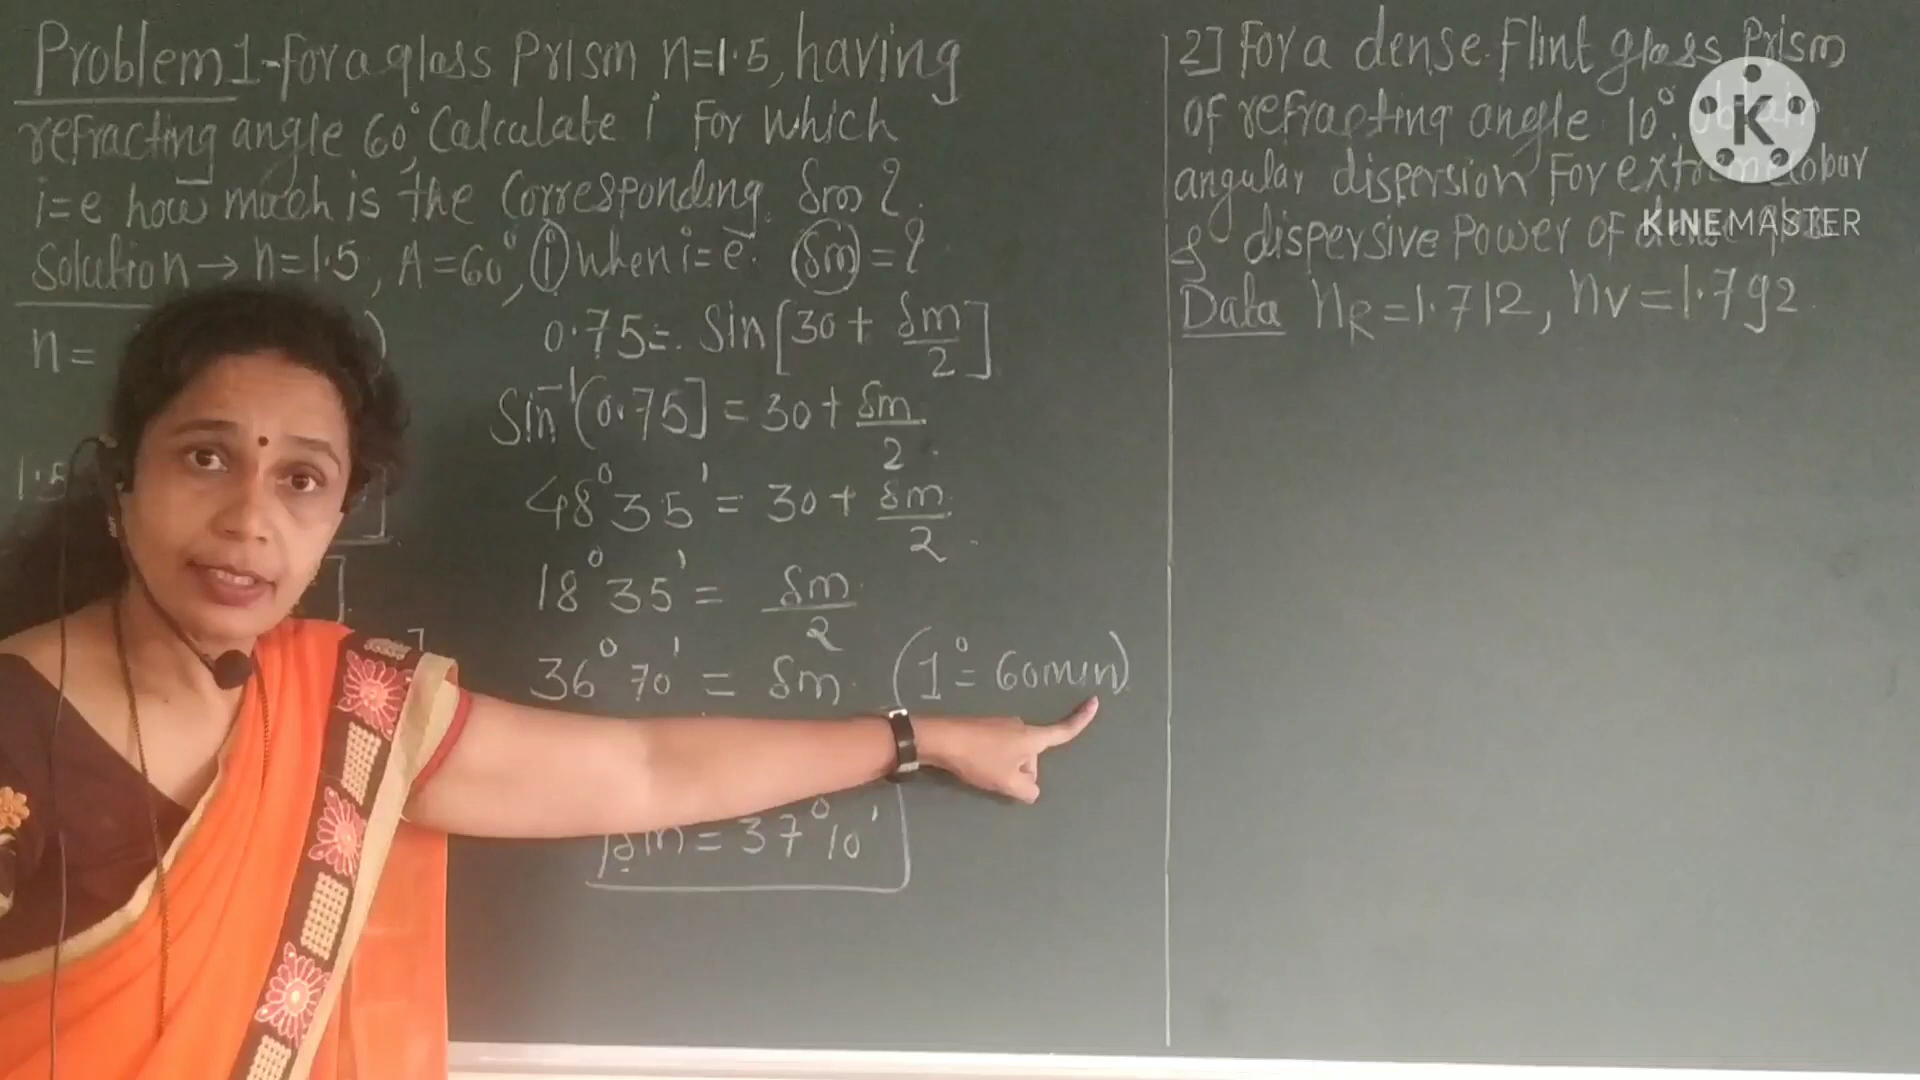 Problem 1 - For a glass Prism n=1.5, having
refracting angle 60°, Calculate i for which
i=e how much is the Corresponding δm?
Solution → n=1.5, A=60°, (i) when i=e. (δm)=?
n=
0.75 = Sin[30 + δm/2]
1.5
Sin⁻¹(0.75] = 30 + δm/2
48°35' = 30 + δm/2
18°35' = δm/2
36°70' = δm (1°=60min)
δm = 37°10'
2] For a dense Flint glass Prism
of refracting angle 10°. obtain
angular dispersion For extreme colour
& dispersive Power of
Data nR=1.712, nV=1.792
K
KINEMASTER